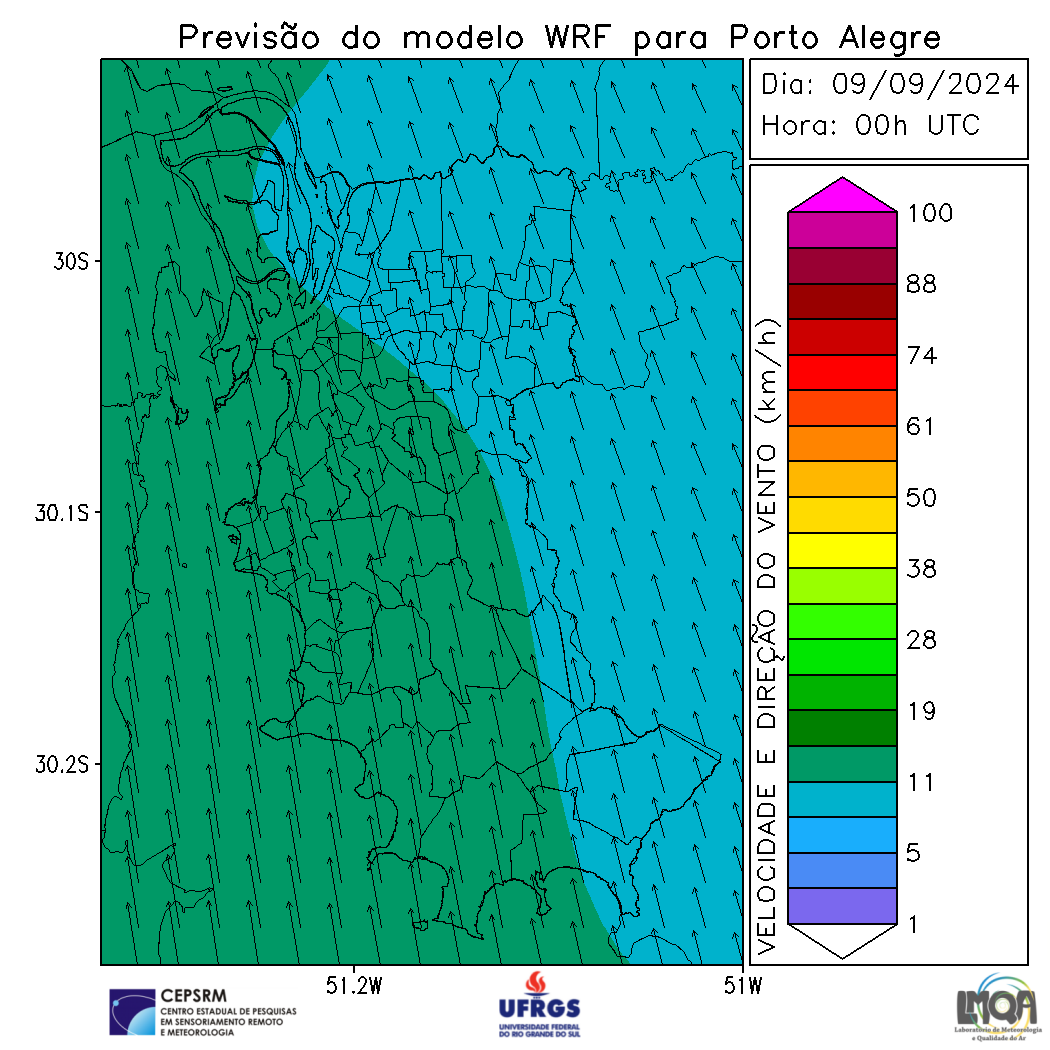 Previsão do modelo WRF para Porto Alegre
Dia: 09/09/2024
Hora: 00h UTC
30S
30.1S
30.2S
51.2W
51W
VELOCIDADE E DIREÇÃO DO VENTO (km/h)
100
88
74
61
50
38
28
19
11
5
1
CEPSRM
CENTRO ESTADUAL DE PESQUISAS
EM SENSORIAMENTO REMOTO
E METEOROLOGIA
UFRGS
UNIVERSIDADE FEDERAL
DO RIO GRANDE DO SUL
LMQA
Laboratório de Meteorologia
e Qualidade do Ar